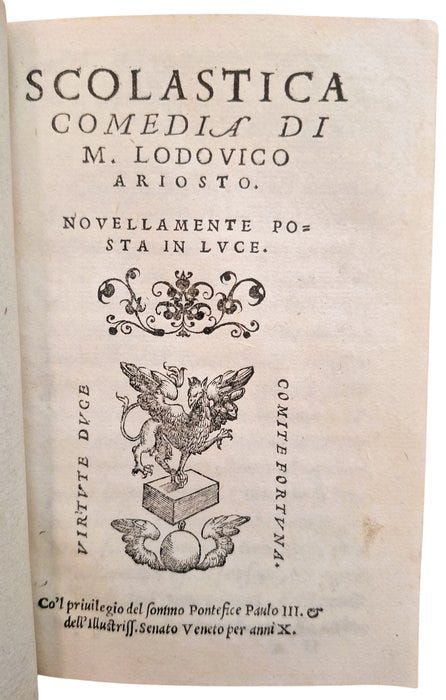 SCOLASTICA
COMEDIA DI
M. LODOVICO
ARIOSTO.
NOVELLAMENTE PO=
STA IN LVCE.
VIRTVTE DVCE
COMITE FORTVNA.
Co'l priuilegio del sommo Pontefice Paulo III. &
dell'Illustriss. Senato Veneto per anni X.